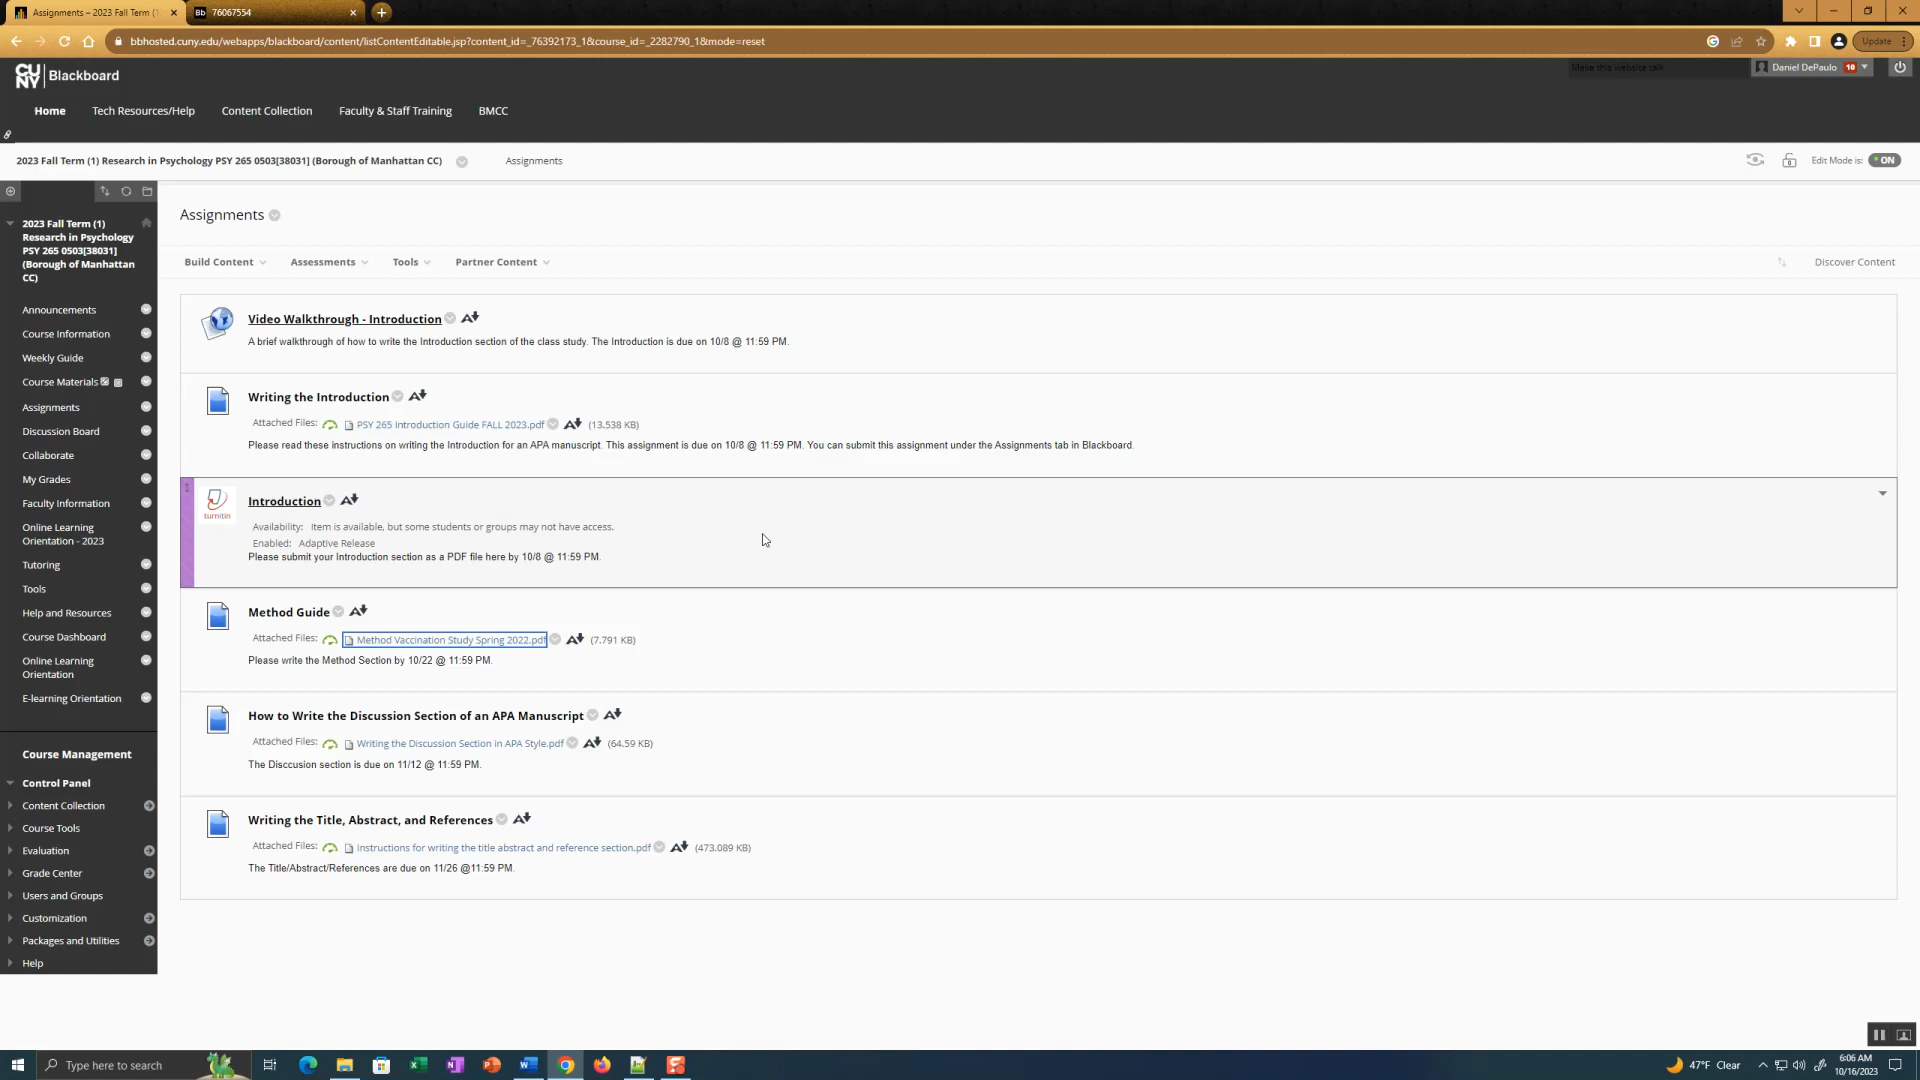 Assignments – 2023 Fall Term (1
Bb 76067554
bbhosted.cuny.edu/webapps/blackboard/content/listContentEditable.jsp?content_id=_76392173_1&course_id=_2282790_1&mode=reset
Update
CUNY Blackboard
Make this website talk
Daniel DePaulo 10
Home Tech Resources/Help Content Collection Faculty & Staff Training BMCC
2023 Fall Term (1) Research in Psychology PSY 265 0503[38031] (Borough of Manhattan CC) Assignments
Edit Mode is: ON
2023 Fall Term (1)
Research in Psychology
PSY 265 0503[38031]
(Borough of Manhattan
CC)
Announcements
Course Information
Weekly Guide
Course Materials
Assignments
Discussion Board
Collaborate
My Grades
Faculty Information
Online Learning
Orientation - 2023
Tutoring
Tools
Help and Resources
Course Dashboard
Online Learning
Orientation
E-learning Orientation
Course Management
Control Panel
Content Collection
Course Tools
Evaluation
Grade Center
Users and Groups
Customization
Packages and Utilities
Help
Assignments
Build Content Assessments Tools Partner Content Discover Content
Video Walkthrough - Introduction
A brief walkthrough of how to write the Introduction section of the class study. The Introduction is due on 10/8 @ 11:59 PM.
Writing the Introduction
Attached Files: PSY 265 Introduction Guide FALL 2023.pdf (13.538 KB)
Please read these instructions on writing the Introduction for an APA manuscript. This assignment is due on 10/8 @ 11:59 PM. You can submit this assignment under the Assignments tab in Blackboard.
turnitin
Introduction
Availability: Item is available, but some students or groups may not have access.
Enabled: Adaptive Release
Please submit your Introduction section as a PDF file here by 10/8 @ 11:59 PM.
Method Guide
Attached Files: Method Vaccination Study Spring 2022.pdf (7.791 KB)
Please write the Method Section by 10/22 @ 11:59 PM.
How to Write the Discussion Section of an APA Manuscript
Attached Files: Writing the Discussion Section in APA Style.pdf (64.59 KB)
The Disccusion section is due on 11/12 @ 11:59 PM.
Writing the Title, Abstract, and References
Attached Files: Instructions for writing the title abstract and reference section.pdf (473.089 KB)
The Title/Abstract/References are due on 11/26 @11:59 PM.
Type here to search
47°F Clear
6:06 AM
10/16/2023